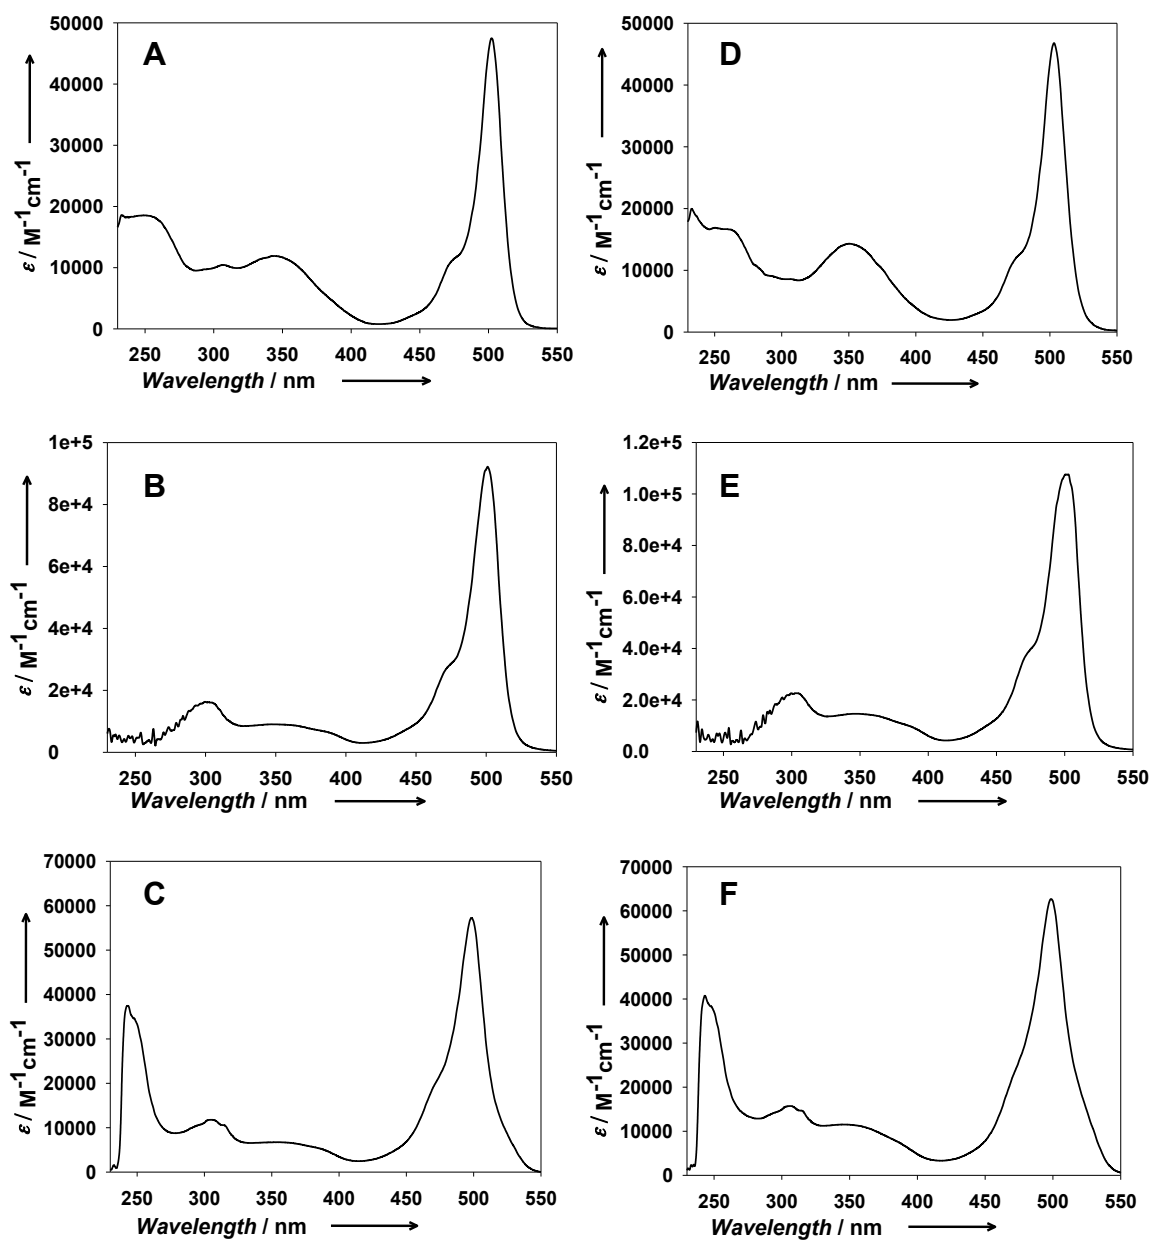 A
50000
40000
30000
20000
10000
0
ε / M⁻¹cm⁻¹
250 300 350 400 450 500 550
Wavelength / nm
D
50000
40000
30000
20000
10000
0
ε / M⁻¹cm⁻¹
250 300 350 400 450 500 550
Wavelength / nm
B
1e+5
8e+4
6e+4
4e+4
2e+4
0
ε / M⁻¹cm⁻¹
250 300 350 400 450 500 550
Wavelength / nm
E
1.2e+5
1.0e+5
8.0e+4
6.0e+4
4.0e+4
2.0e+4
0.0
ε / M⁻¹cm⁻¹
250 300 350 400 450 500 550
Wavelength / nm
C
70000
60000
50000
40000
30000
20000
10000
0
ε / M⁻¹cm⁻¹
250 300 350 400 450 500 550
Wavelength / nm
F
70000
60000
50000
40000
30000
20000
10000
0
ε / M⁻¹cm⁻¹
250 300 350 400 450 500 550
Wavelength / nm